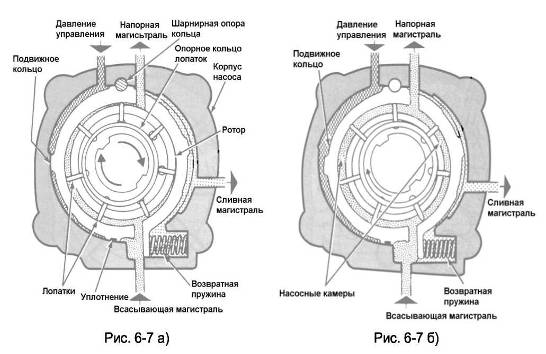 Давление
управления
Напорная
магистраль
Шарнирная опора
кольца
Опорное кольцо
лопаток
Корпус
насоса
Подвижное
кольцо
Ротор
Сливная
магистраль
Лопатки
Уплотнение
Возвратная
пружина
Всасывающая магистраль
Рис. 6-7 а)
Давление
управления
Напорная
магистраль
Подвижное
кольцо
Сливная
магистраль
Насосные камеры
Возвратная
пружина
Всасывающая магистраль
Рис. 6-7 б)